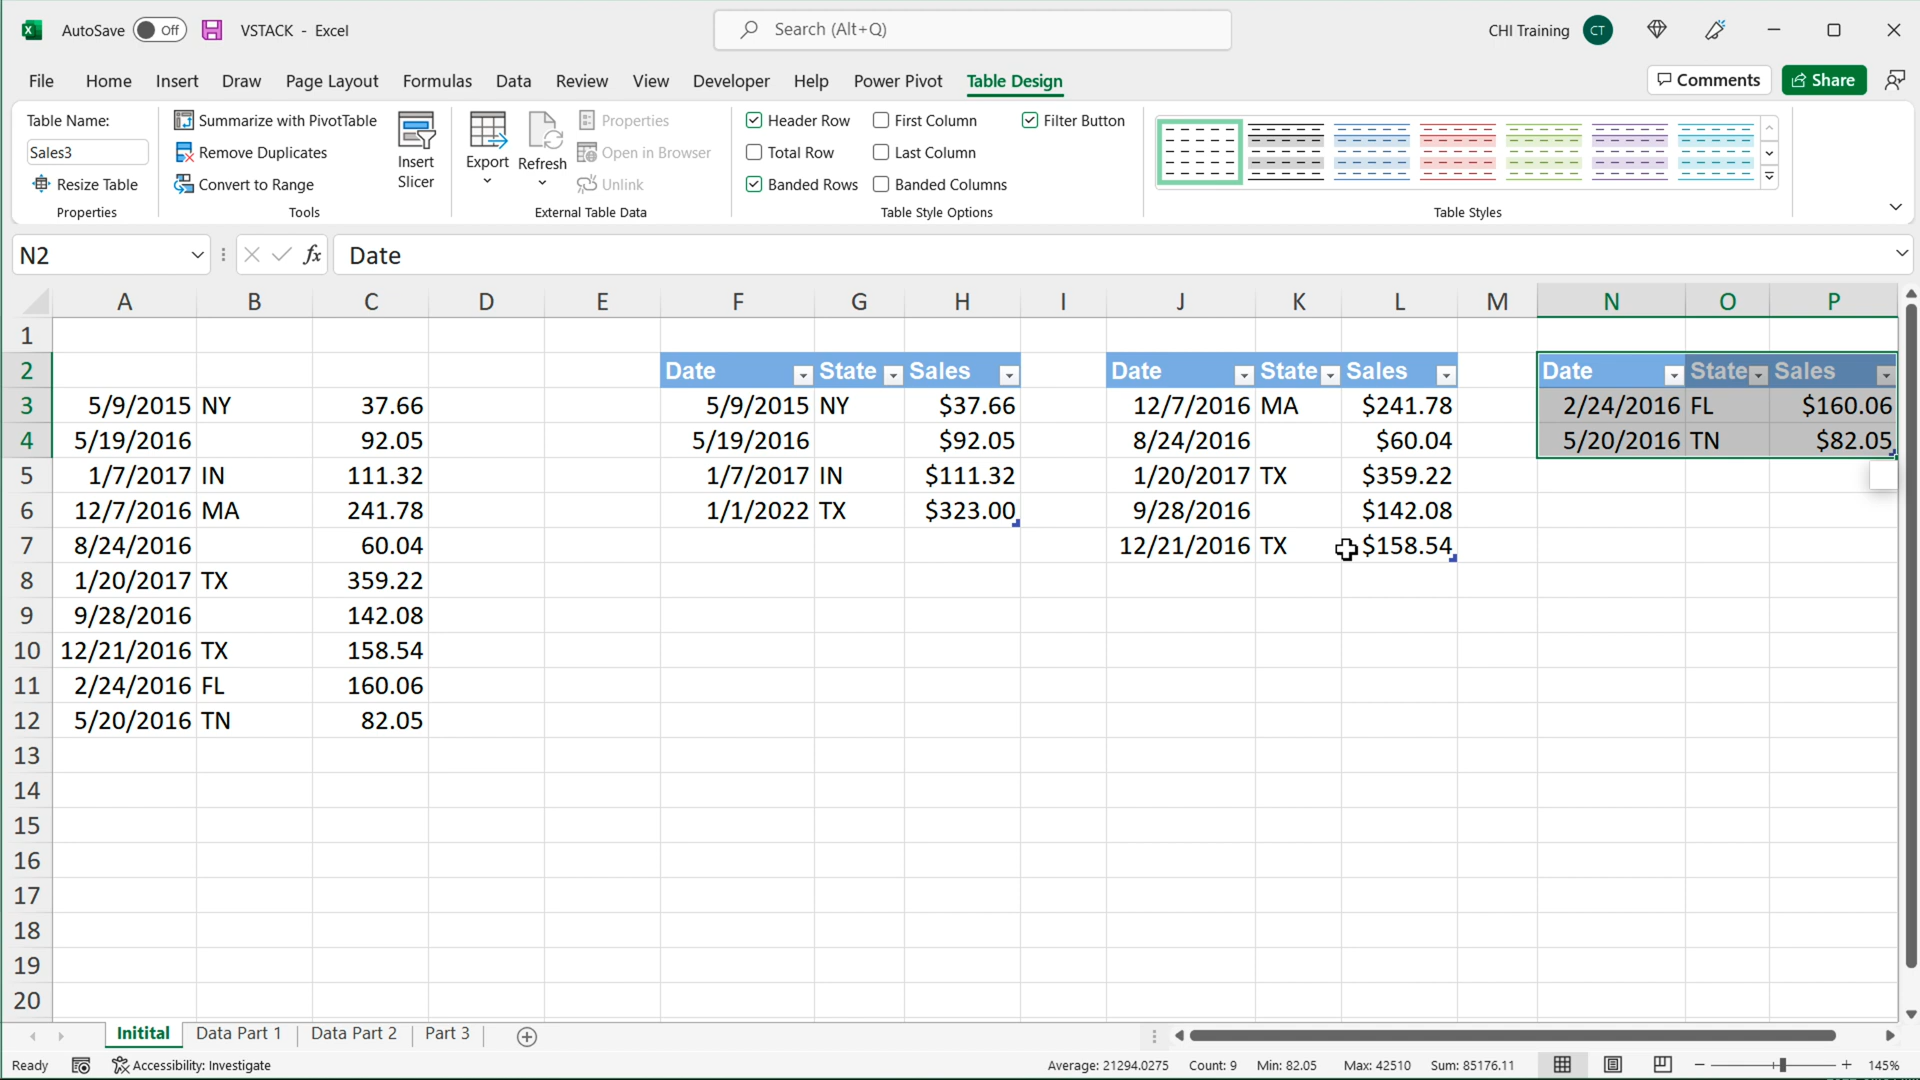 AutoSave Off VSTACK - Excel Search (Alt+Q) CHI Training CT
File Home Insert Draw Page Layout Formulas Data Review View Developer Help Power Pivot Table Design Comments Share
Table Name:
Sales3
Resize Table
Properties
Summarize with PivotTable
Remove Duplicates
Convert to Range
Insert
Slicer
Tools
Export
Refresh
Properties
Open in Browser
Unlink
External Table Data
Header Row First Column Filter Button
Total Row Last Column
Banded Rows Banded Columns
Table Style Options
Table Styles
N2 fx Date
A B C D E F G H I J K L M N O P
1
2 Date State Sales Date State Sales Date State Sales
3 5/9/2015 NY 37.66 5/9/2015 NY $37.66 12/7/2016 MA $241.78 2/24/2016 FL $160.06
4 5/19/2016 92.05 5/19/2016 $92.05 8/24/2016 $60.04 5/20/2016 TN $82.05
5 1/7/2017 IN 111.32 1/7/2017 IN $111.32 1/20/2017 TX $359.22
6 12/7/2016 MA 241.78 1/1/2022 TX $323.00 9/28/2016 $142.08
7 8/24/2016 60.04 12/21/2016 TX $158.54
8 1/20/2017 TX 359.22
9 9/28/2016 142.08
10 12/21/2016 TX 158.54
11 2/24/2016 FL 160.06
12 5/20/2016 TN 82.05
13
14
15
16
17
18
19
20
Initital Data Part 1 Data Part 2 Part 3
Ready Accessibility: Investigate Average: 21294.0275 Count: 9 Min: 82.05 Max: 42510 Sum: 85176.11 145%